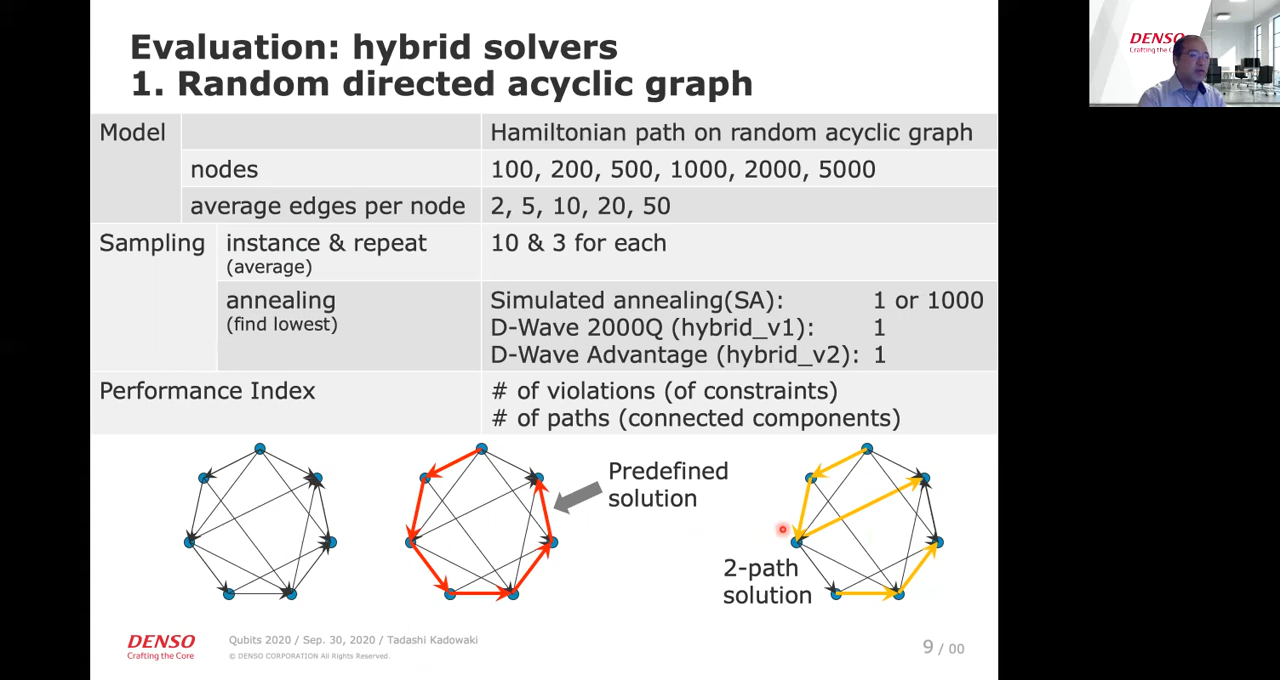 Evaluation: hybrid solvers
1. Random directed acyclic graph
Model
Hamiltonian path on random acyclic graph
nodes
100, 200, 500, 1000, 2000, 5000
average edges per node
2, 5, 10, 20, 50
Sampling
instance & repeat
(average)
10 & 3 for each
annealing
(find lowest)
Simulated annealing(SA): 1 or 1000
D-Wave 2000Q (hybrid_v1): 1
D-Wave Advantage (hybrid_v2): 1
Performance Index
# of violations (of constraints)
# of paths (connected components)
Predefined
solution
2-path
solution
DENSO
Crafting the Core
Qubits 2020 / Sep. 30, 2020 / Tadashi Kadowaki
© DENSO CORPORATION All Rights Reserved.
9 / 00
DENSO
Crafting the Co